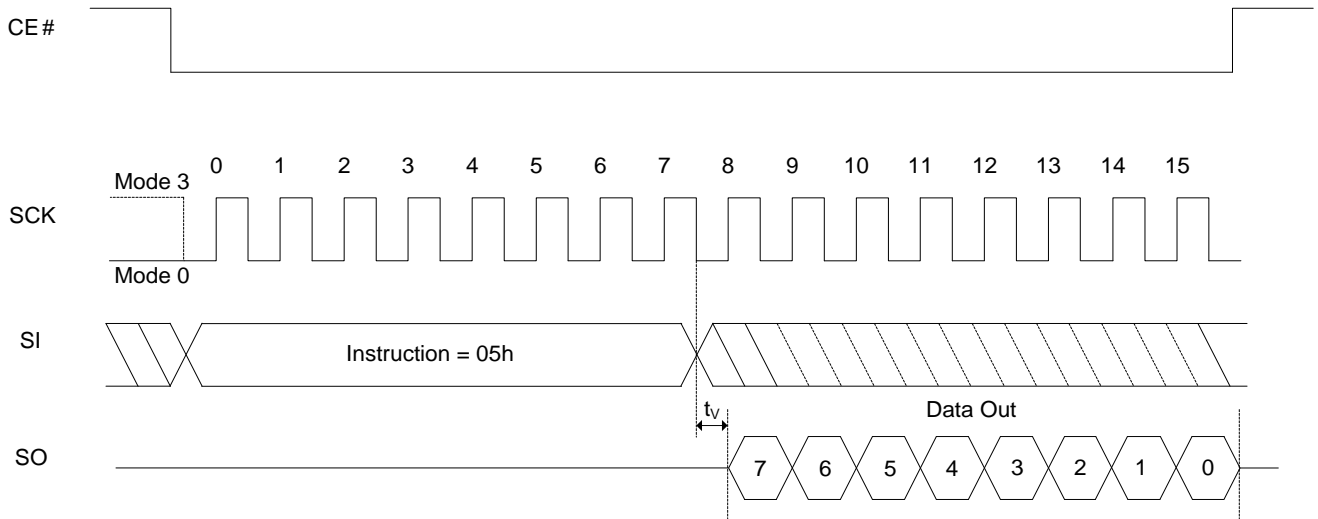 CE#
0 1 2 3 4 5 6 7 8 9 10 11 12 13 14 15
Mode 3
SCK
Mode 0
SI
Instruction = 05h
tV
Data Out
SO
7 6 5 4 3 2 1 0